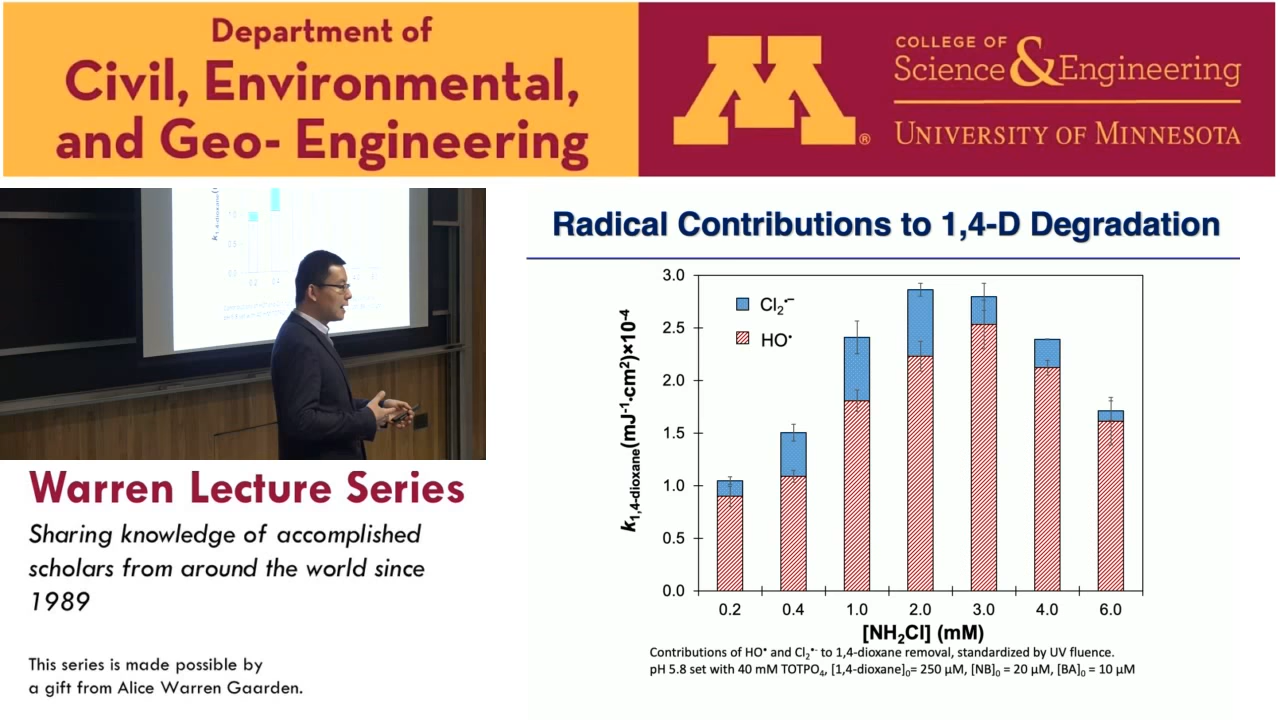 Department of
Civil, Environmental,
and Geo- Engineering
M®
COLLEGE OF
Science & Engineering
UNIVERSITY OF MINNESOTA
Warren Lecture Series
Sharing knowledge of accomplished
scholars from around the world since
1989
This series is made possible by
a gift from Alice Warren Gaarden.
Radical Contributions to 1,4-D Degradation
k1,4-dioxane(mJ⁻¹·cm²)×10⁻⁴
3.0
2.5
2.0
1.5
1.0
0.5
0.0
Cl₂•⁻
HO•
0.2 0.4 1.0 2.0 3.0 4.0 6.0
[NH₂Cl] (mM)
Contributions of HO• and Cl₂•⁻ to 1,4-dioxane removal, standardized by UV fluence.
pH 5.8 set with 40 mM TOTPO₄, [1,4-dioxane]₀= 250 µM, [NB]₀ = 20 µM, [BA]₀ = 10 µM